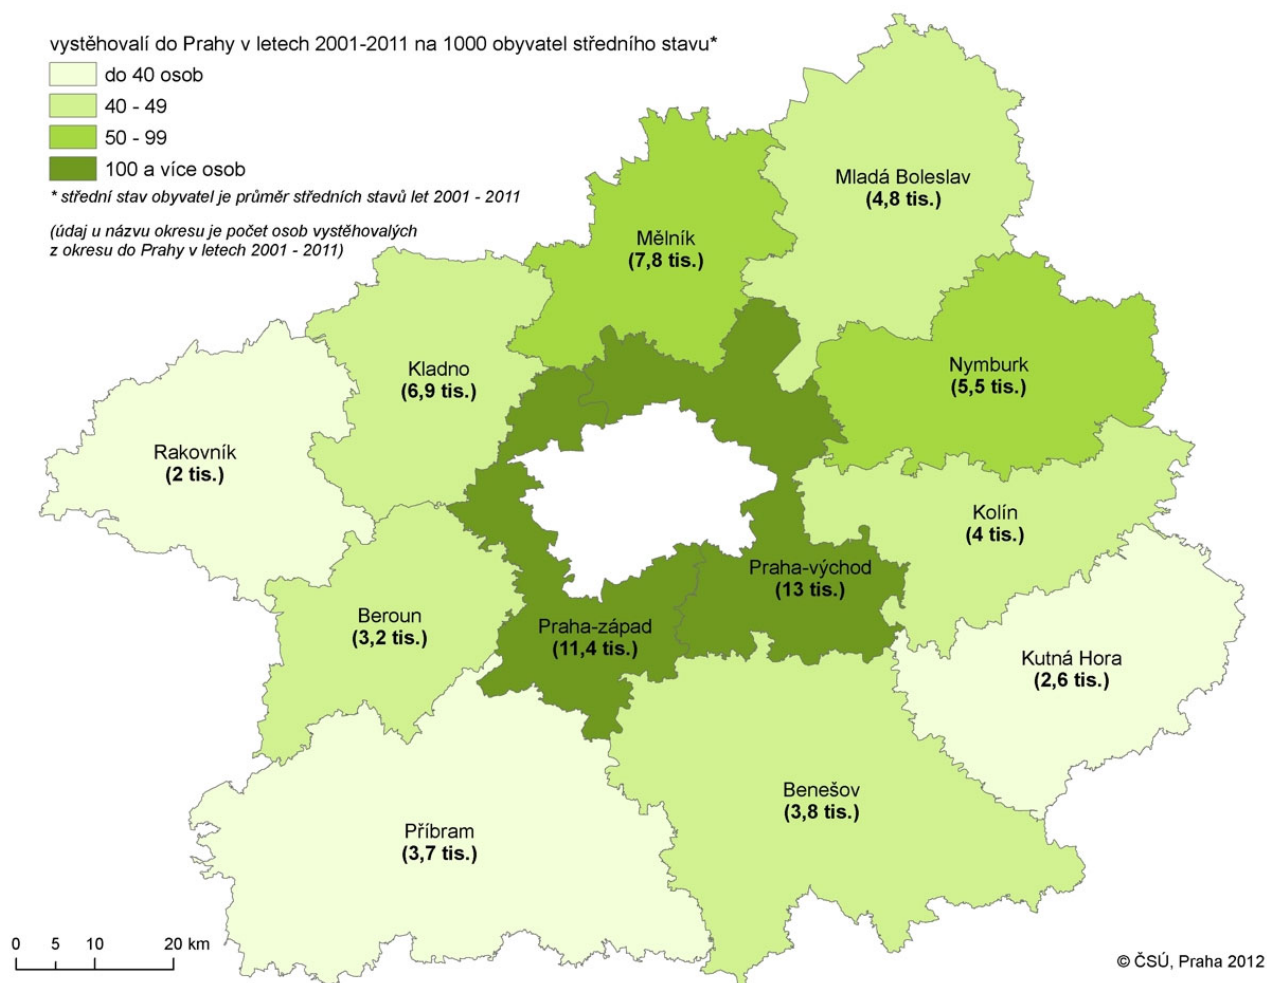 vystěhovalí do Prahy v letech 2001-2011 na 1000 obyvatel středního stavu*
do 40 osob
40 - 49
50 - 99
100 a více osob
* střední stav obyvatel je průměr středních stavů let 2001 - 2011
(údaj u názvu okresu je počet osob vystěhovalých
z okresu do Prahy v letech 2001 - 2011)
Mladá Boleslav
(4,8 tis.)
Mělník
(7,8 tis.)
Kladno
(6,9 tis.)
Nymburk
(5,5 tis.)
Rakovník
(2 tis.)
Kolín
(4 tis.)
Praha-východ
(13 tis.)
Beroun
(3,2 tis.)
Praha-západ
(11,4 tis.)
Kutná Hora
(2,6 tis.)
Benešov
(3,8 tis.)
Příbram
(3,7 tis.)
0 5 10 20 km
© ČSÚ, Praha 2012